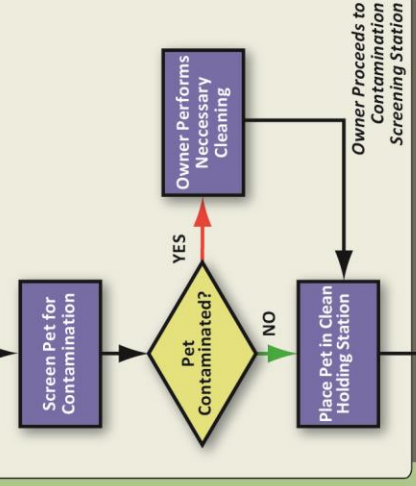 Screen Pet for
Contamination
Pet
Contaminated?
YES
Owner Performs
Neccessary
Cleaning
NO
Place Pet in Clean
Holding Station
Owner Proceeds to
Contamination
Screening Station